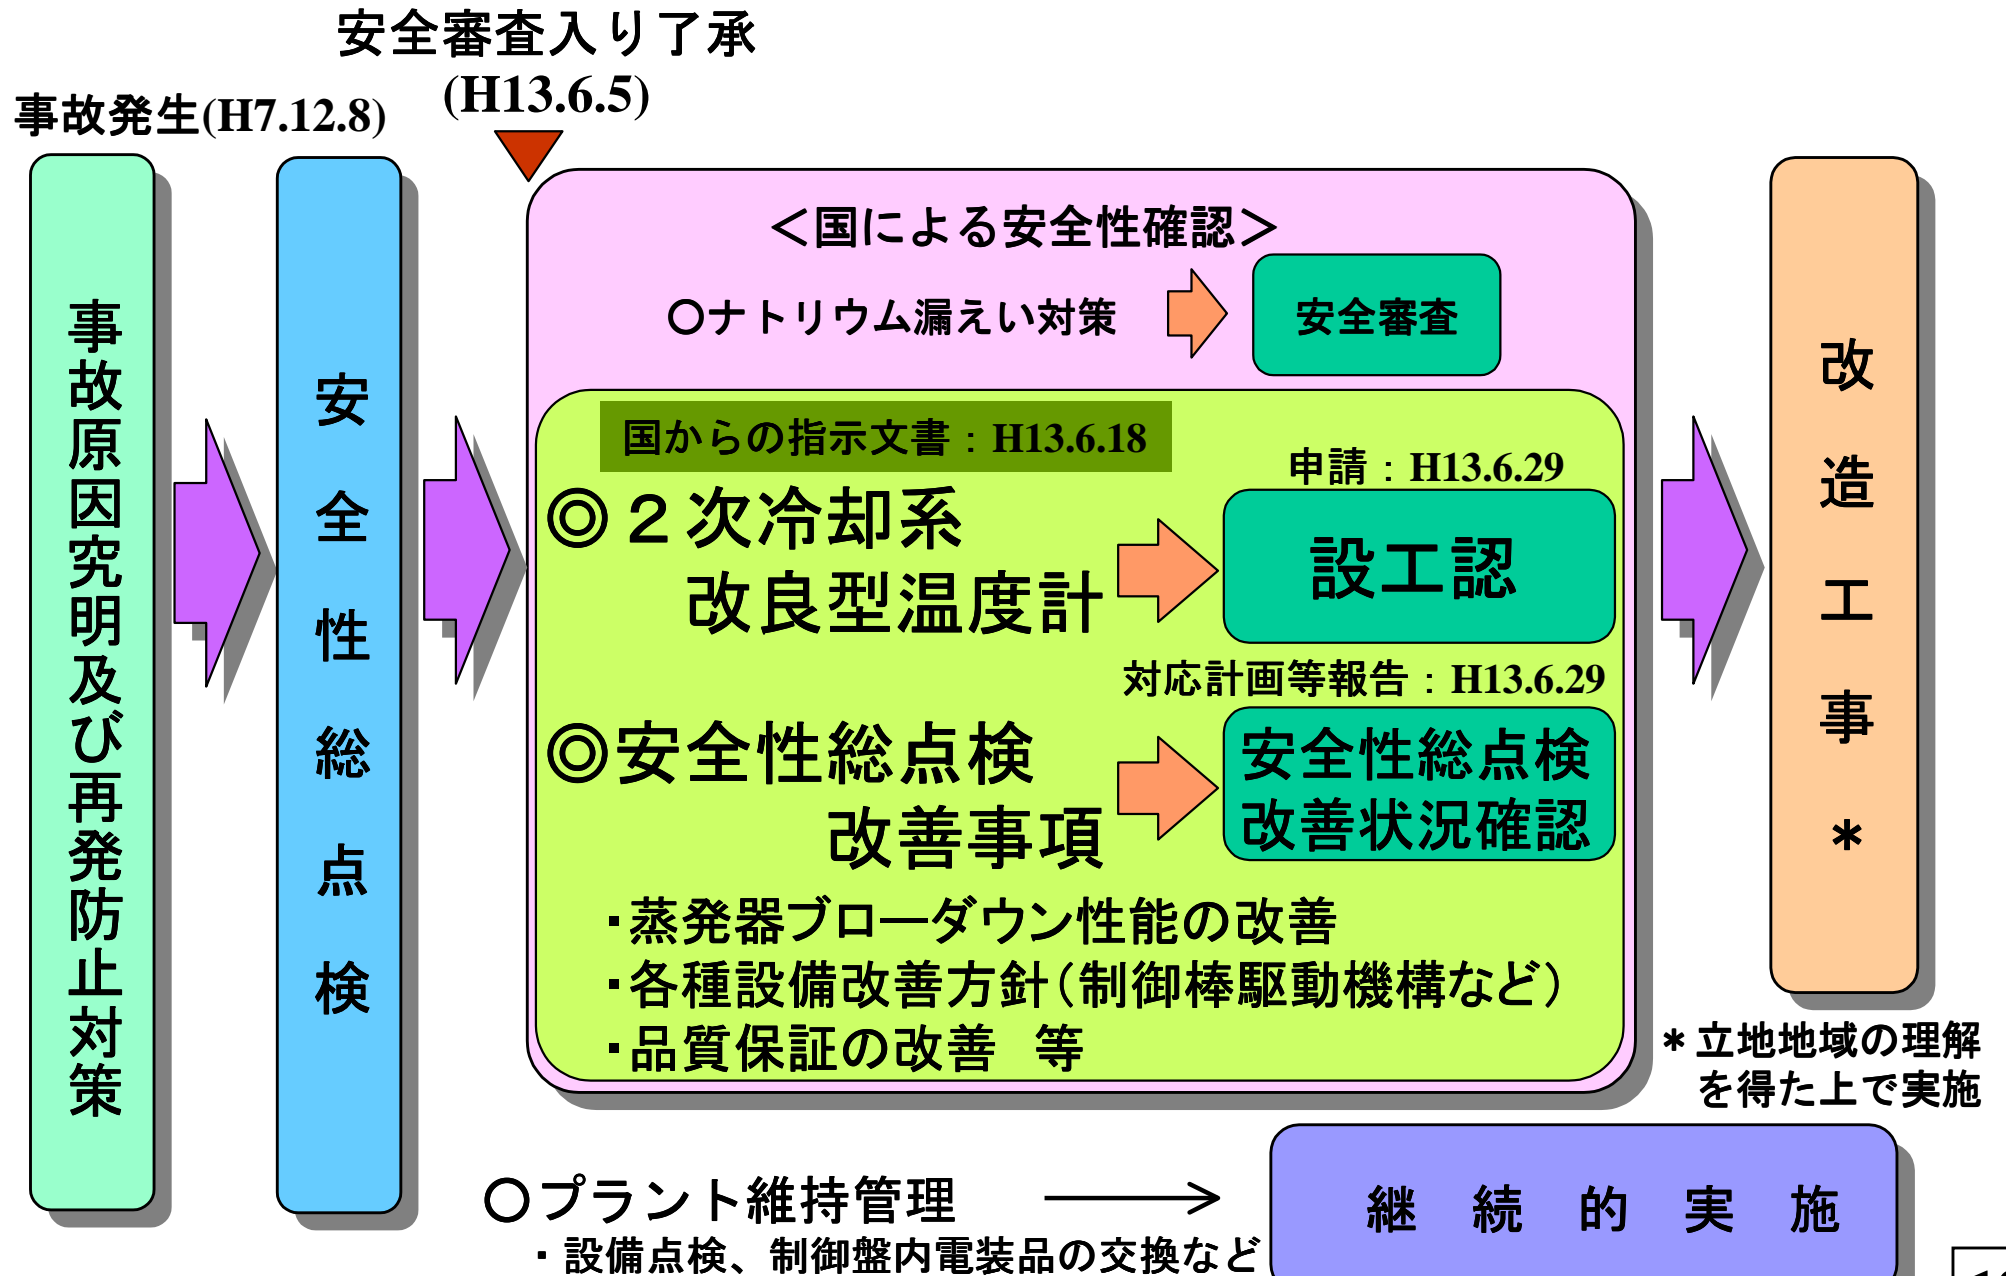 安全審査入り了承
(H13.6.5)
事故発生(H7.12.8)
事故原因究明及び再発防止対策
安全性総点検
＜国による安全性確認＞
○ナトリウム漏えい対策
安全審査
国からの指示文書：H13.6.18
申請：H13.6.29
◎２次冷却系
改良型温度計
設工認
対応計画等報告：H13.6.29
◎安全性総点検
改善事項
安全性総点検
改善状況確認
・蒸発器ブローダウン性能の改善
・各種設備改善方針（制御棒駆動機構など）
・品質保証の改善　等
改造工事＊
＊立地地域の理解
を得た上で実施
○プラント維持管理
・設備点検、制御盤内電装品の交換など
継続的実施